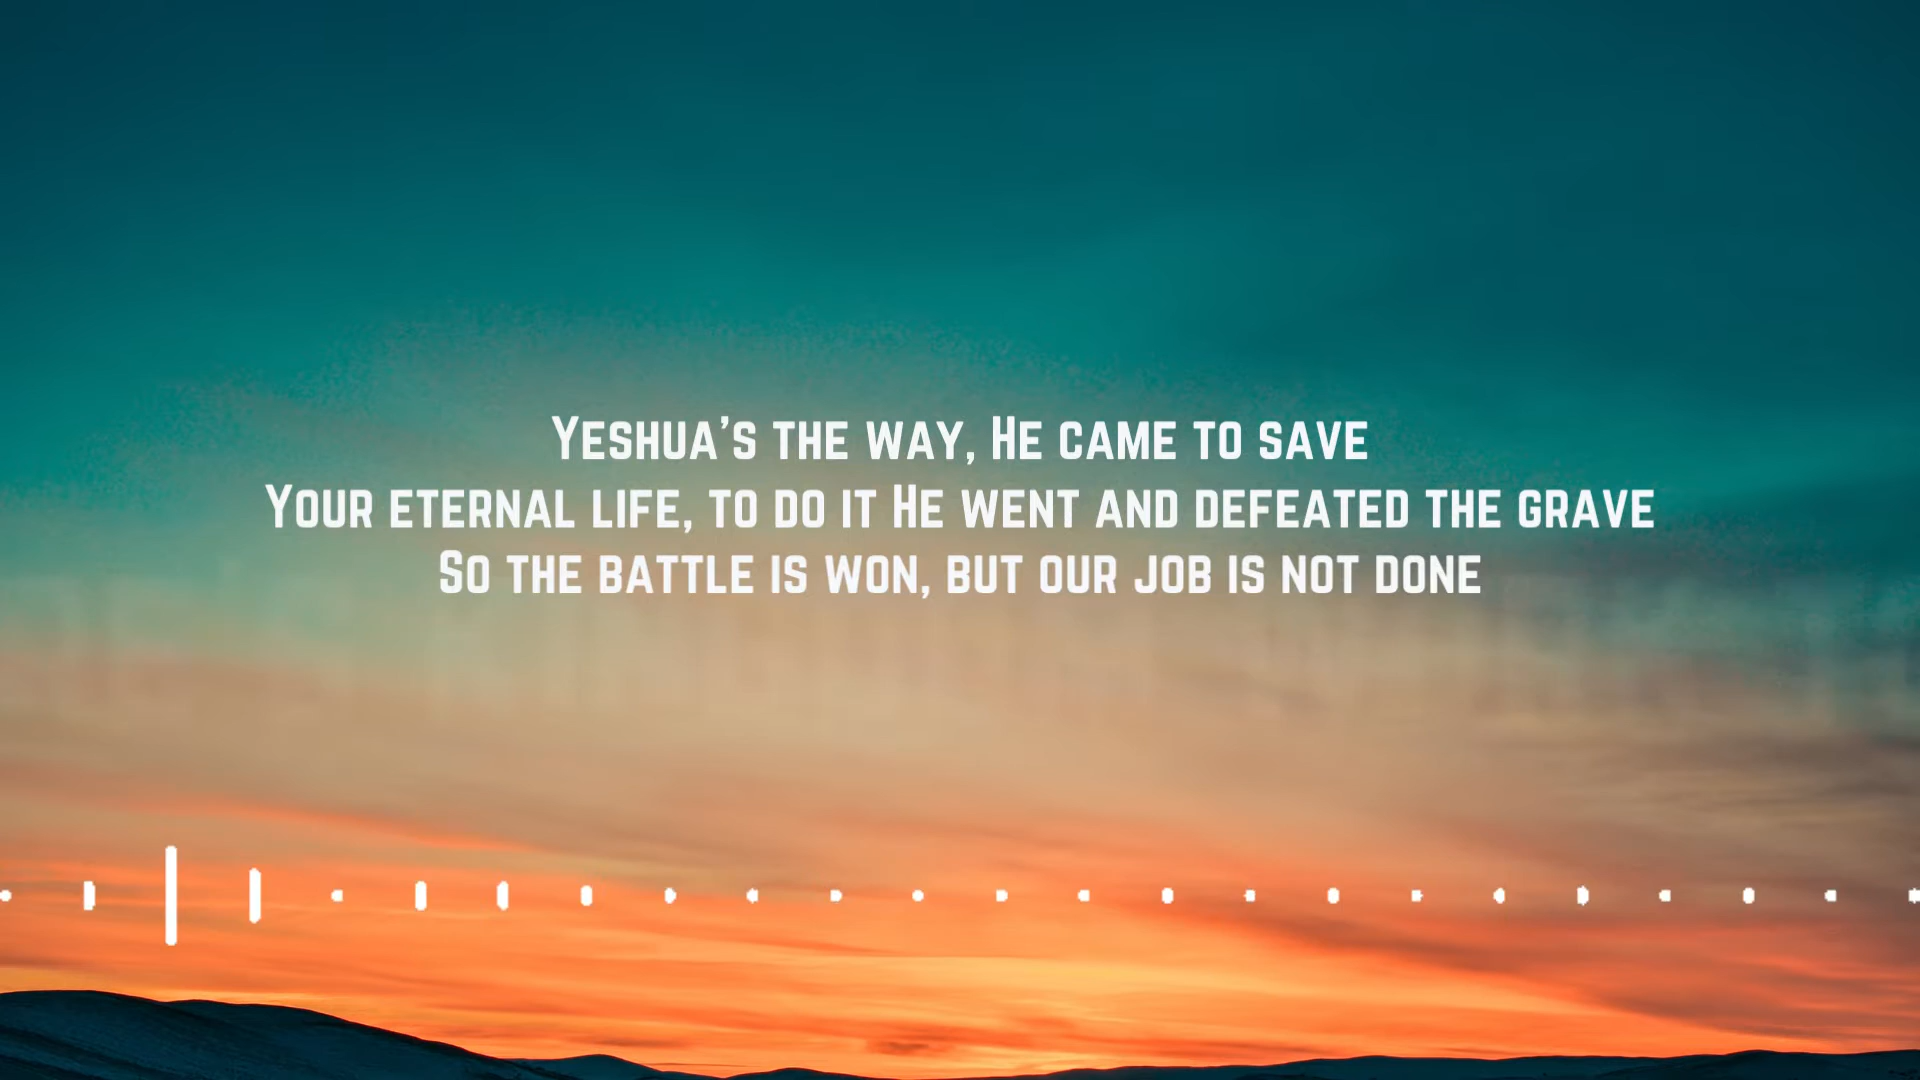 Yeshua's the way, He came to save
Your eternal life, to do it He went and defeated the grave
So the battle is won, but our job is not done